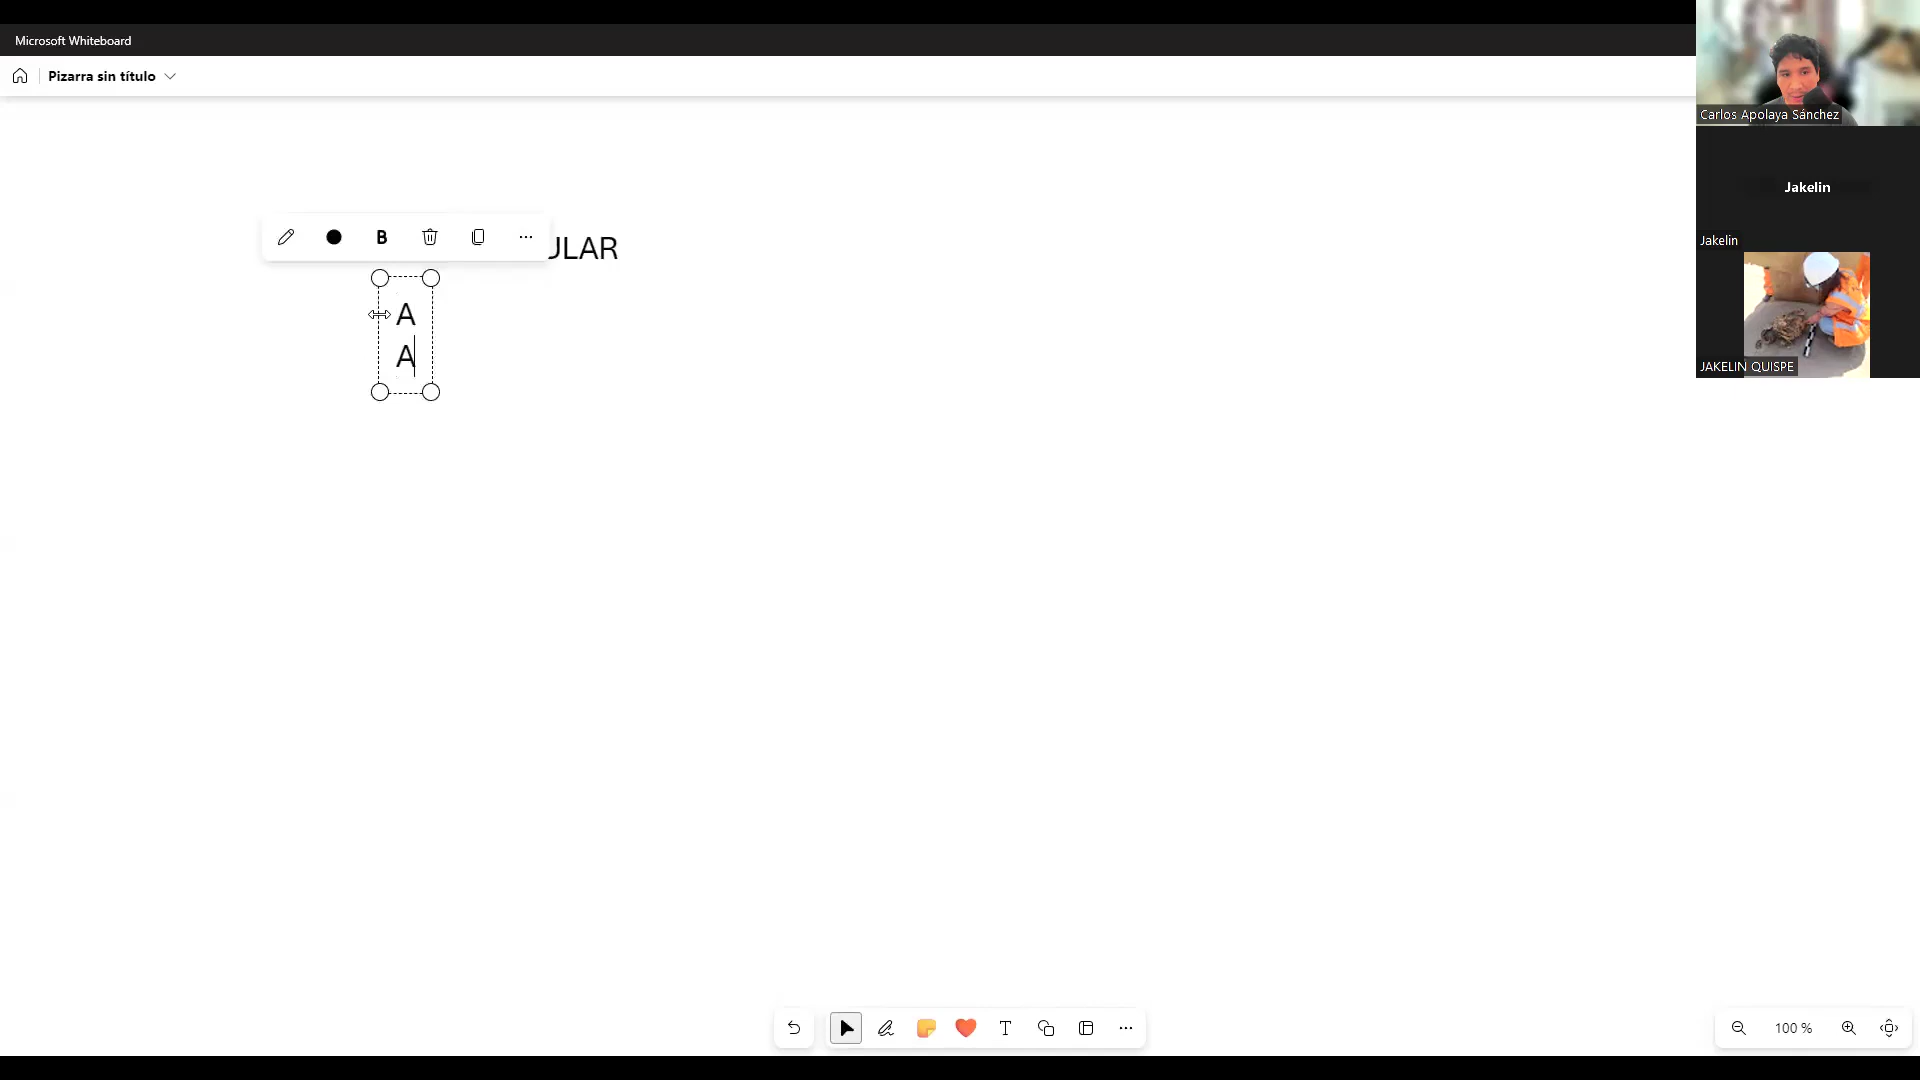 Microsoft Whiteboard
Pizarra sin título
Carlos Apolaya Sánchez
Jakelin
Jakelin
JAKELIN QUISPE
B
ULAR
A
A
T
100 %